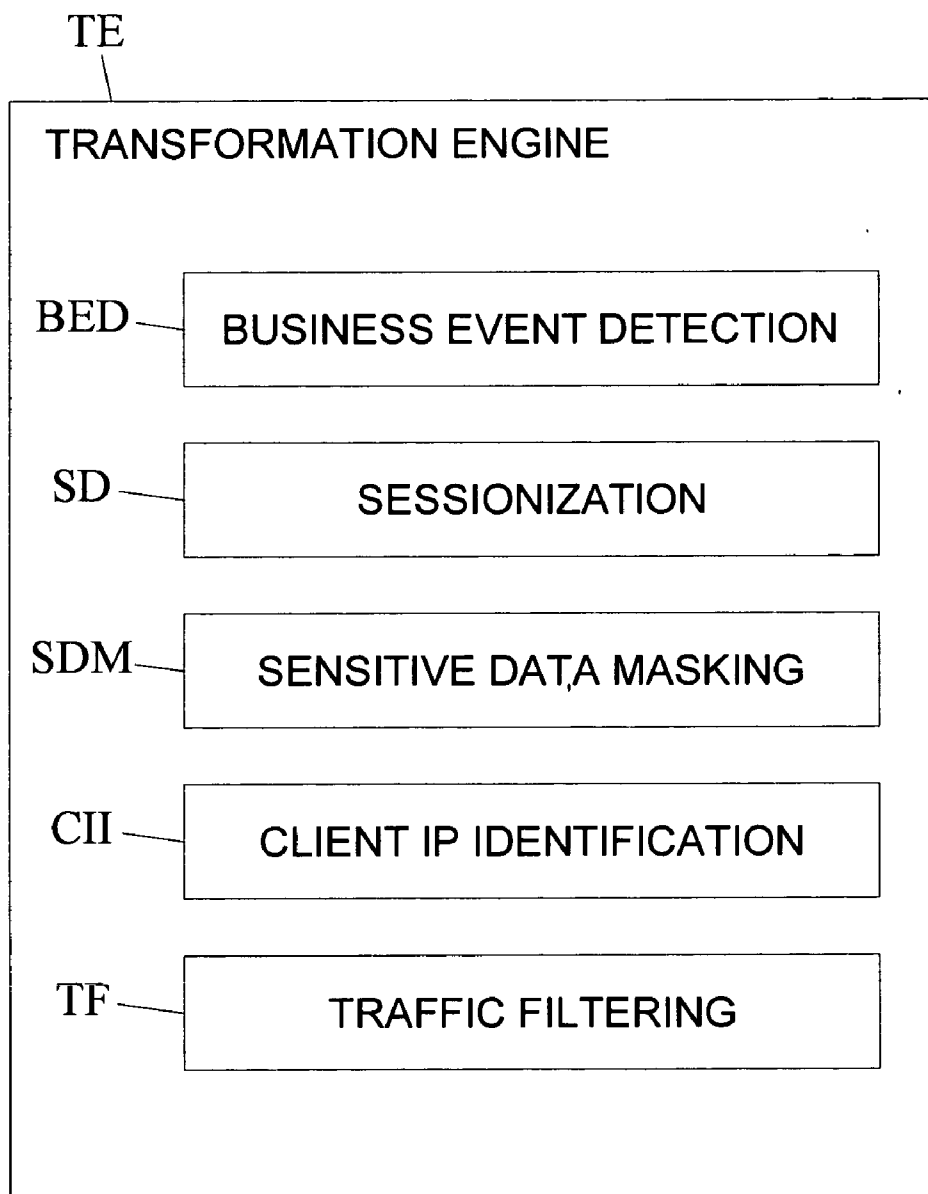 TE
TRANSFORMATION ENGINE
BED
BUSINESS EVENT DETECTION
SD
SESSIONIZATION
SDM
SENSITIVE DATA MASKING
CII
CLIENT IP IDENTIFICATION
TF
TRAFFIC FILTERING